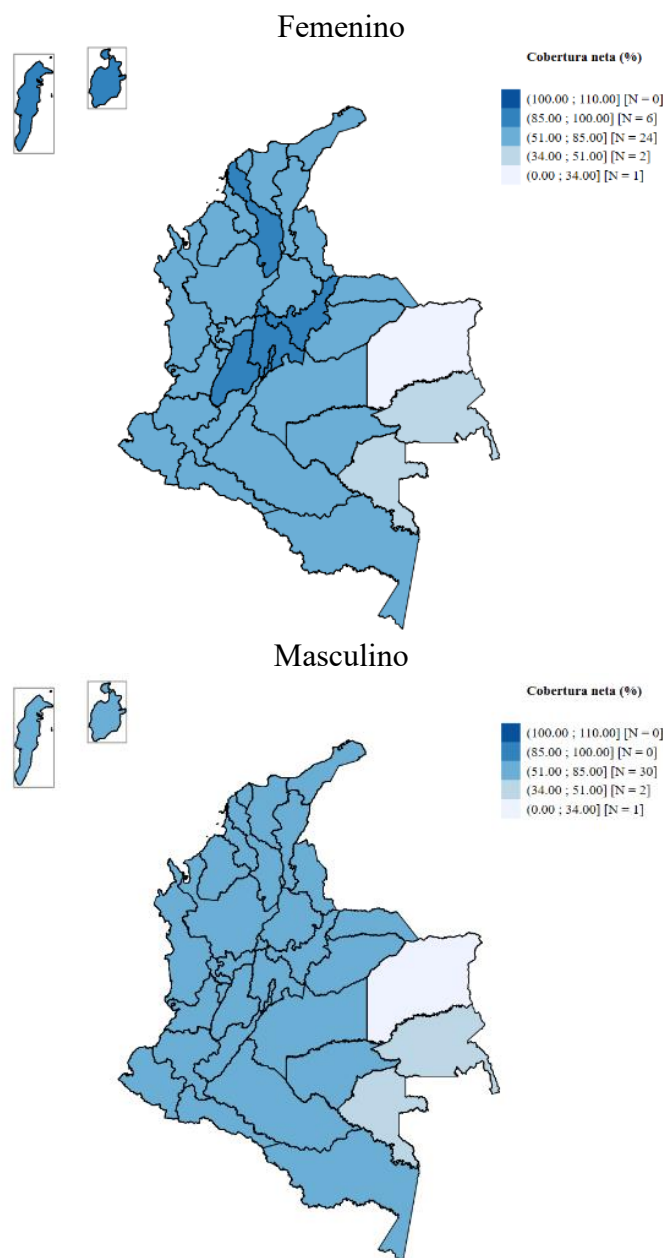 Femenino
Cobertura neta (%)
(100.00 ; 110.00] [N = 0]
(85.00 ; 100.00] [N = 6]
(51.00 ; 85.00] [N = 24]
(34.00 ; 51.00] [N = 2]
(0.00 ; 34.00] [N = 1]
Masculino
Cobertura neta (%)
(100.00 ; 110.00] [N = 0]
(85.00 ; 100.00] [N = 0]
(51.00 ; 85.00] [N = 30]
(34.00 ; 51.00] [N = 2]
(0.00 ; 34.00] [N = 1]